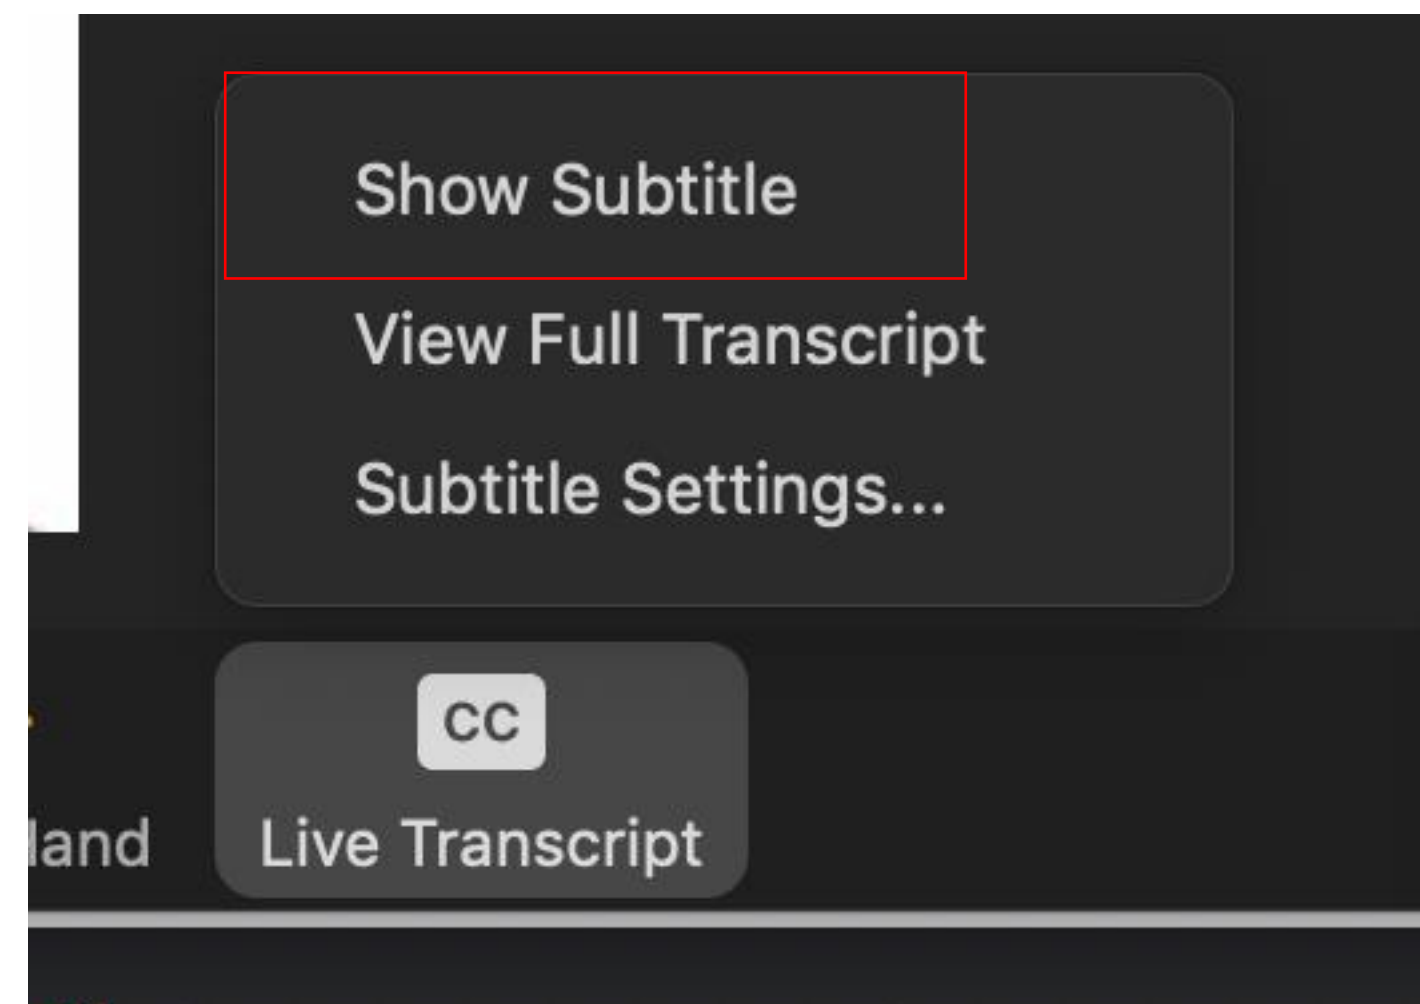 Show Subtitle
View Full Transcript
Subtitle Settings...
CC
Live Transcript